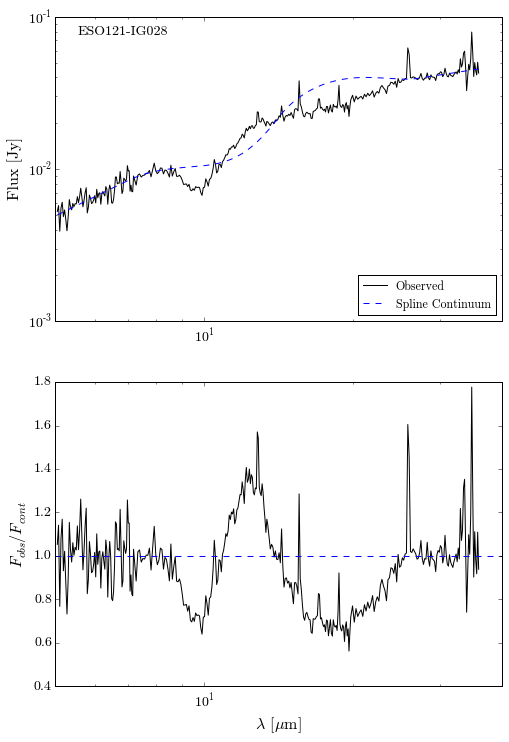 ESO121-IG028
10^-1
10^-2
10^-3
Flux [Jy]
Observed
Spline Continuum
10^1
1.8
1.6
1.4
1.2
1.0
0.8
0.6
0.4
F_obs/F_cont
10^1
λ [μm]